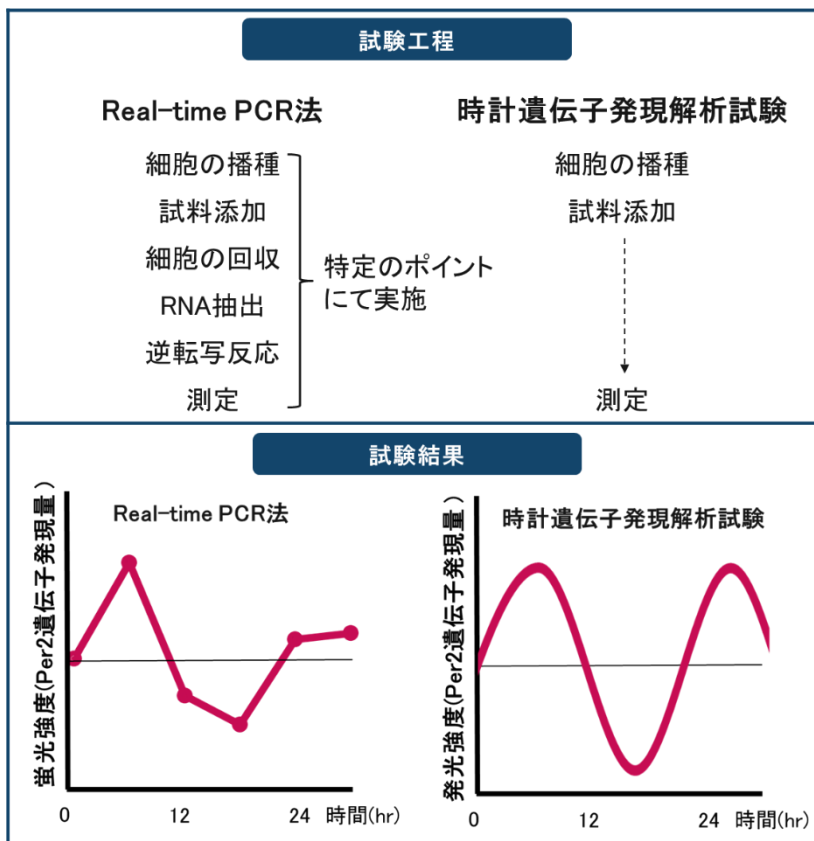 試験工程
Real-time PCR法
細胞の播種
試料添加
細胞の回収
RNA抽出
逆転写反応
測定
特定のポイント
にて実施
時計遺伝子発現解析試験
細胞の播種
試料添加
測定
試験結果
Real-time PCR法
蛍光強度(Per2遺伝子発現量)
0
12
24
時間(hr)
時計遺伝子発現解析試験
発光強度(Per2遺伝子発現量)
0
12
24
時間(hr)